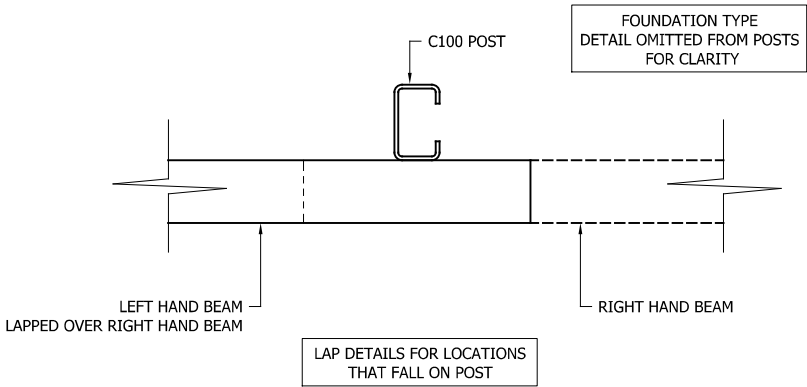 FOUNDATION TYPE
DETAIL OMITTED FROM POSTS
FOR CLARITY
C100 POST
LEFT HAND BEAM
LAPPED OVER RIGHT HAND BEAM
RIGHT HAND BEAM
LAP DETAILS FOR LOCATIONS
THAT FALL ON POST